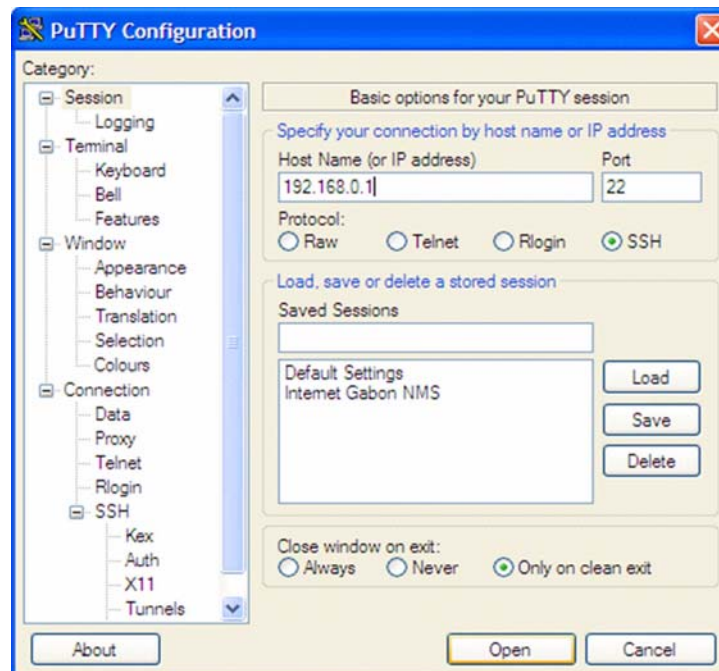 PuTTY Configuration
Category:
Session
Logging
Terminal
Keyboard
Bell
Features
Window
Appearance
Behaviour
Translation
Selection
Colours
Connection
Data
Proxy
Telnet
Rlogin
SSH
Kex
Auth
X11
Tunnels
Basic options for your PuTTY session
Specify your connection by host name or IP address
Host Name (or IP address) Port
192.168.0.1 22
Protocol:
Raw Telnet Rlogin SSH
Load, save or delete a stored session
Saved Sessions
Default Settings
Internet Gabon NMS
Load
Save
Delete
Close window on exit:
Always Never Only on clean exit
About Open Cancel